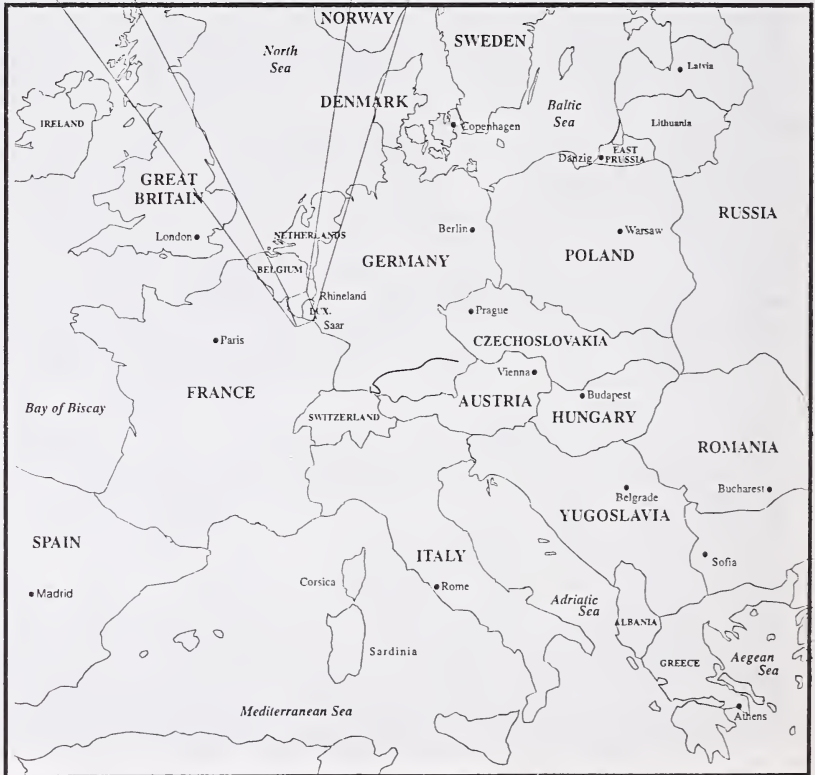 NORWAY
SWEDEN
North
Sea
Latvia
DENMARK
Baltic
Sea
IRELAND
Copenhagen
Lithuania
EAST
PRUSSIA
Danzig
GREAT
BRITAIN
RUSSIA
London
NETHERLANDS
Berlin
Warsaw
GERMANY
POLAND
BELGIUM
Rhineland
LUX.
Saar
Prague
Paris
CZECHOSLOVAKIA
Vienna
FRANCE
Budapest
Bay of Biscay
SWITZERLAND
AUSTRIA
HUNGARY
ROMANIA
Belgrade
Bucharest
YUGOSLAVIA
SPAIN
ITALY
Sofia
Corsica
Rome
Madrid
Adriatic
Sea
ALBANIA
Sardinia
GREECE
Aegean
Sea
Mediterranean Sea
Athens